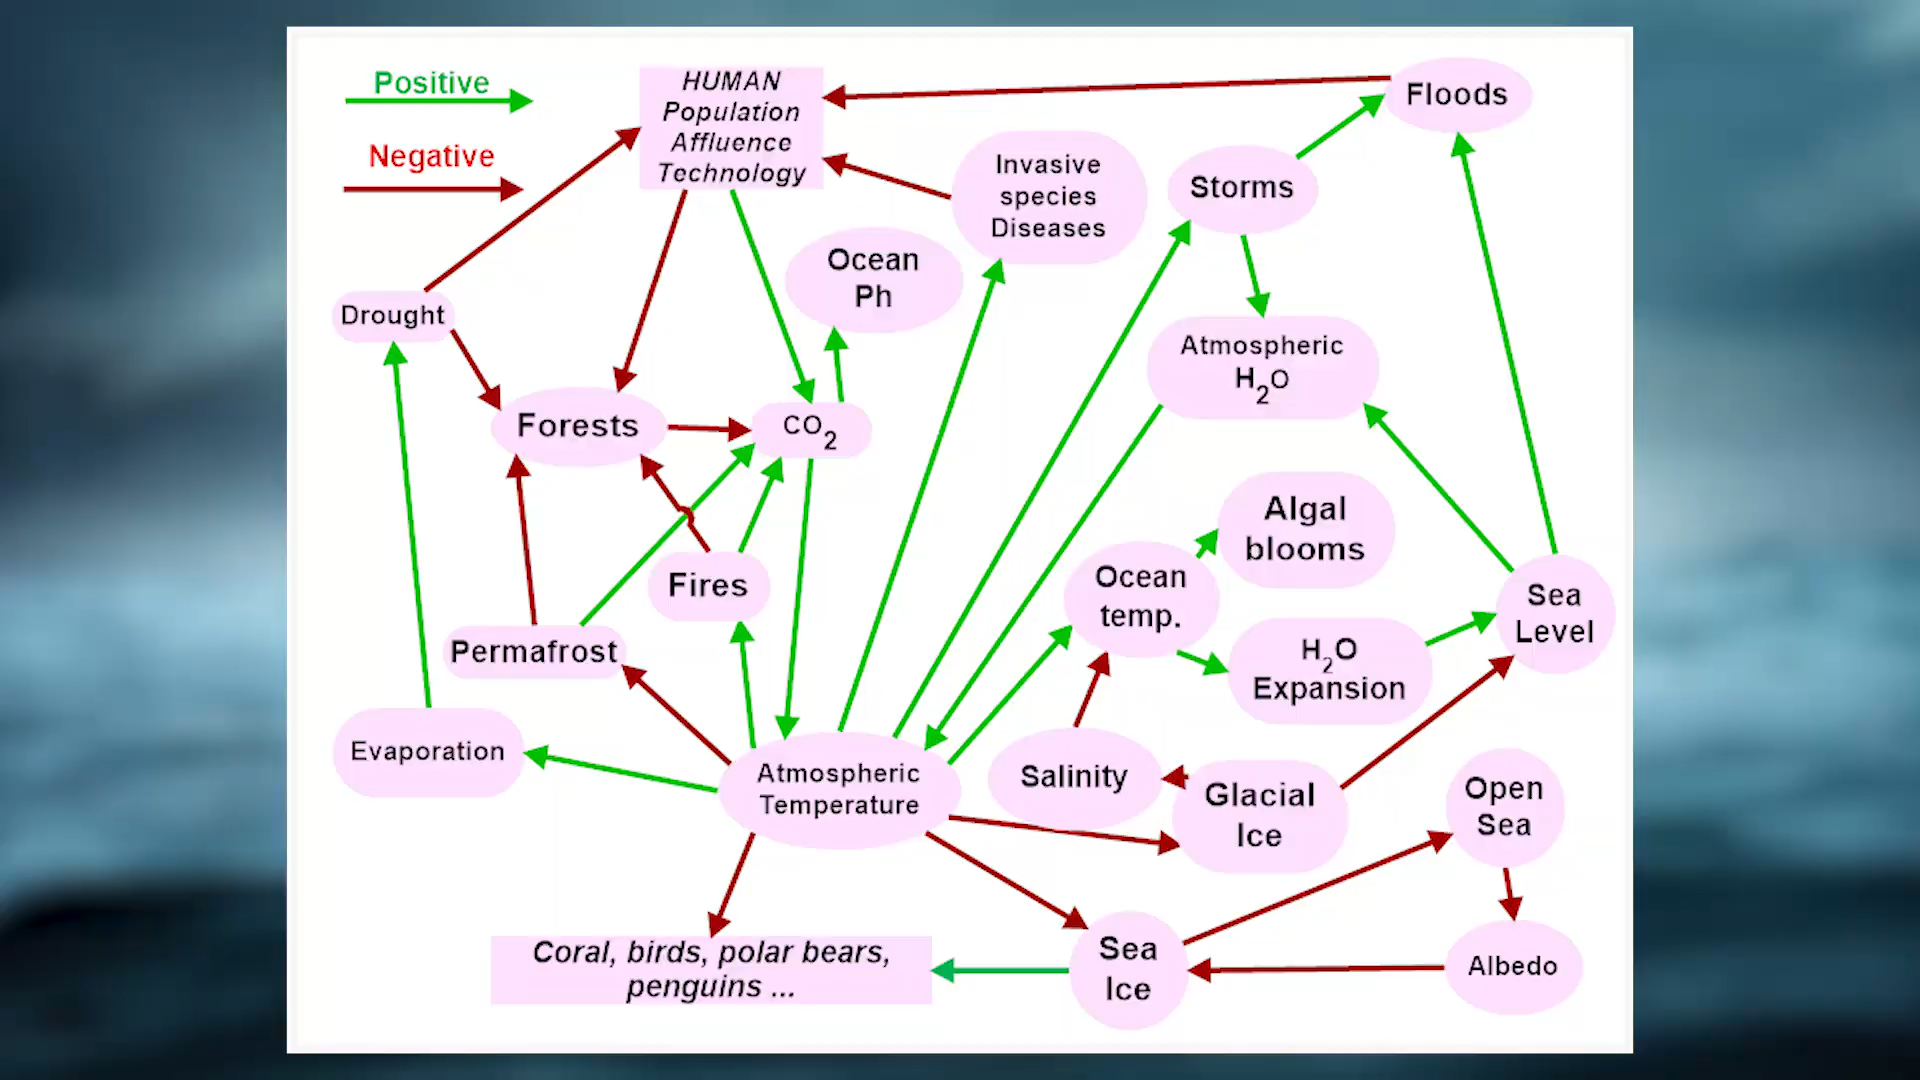 Positive
Negative
HUMAN
Population
Affluence
Technology
Floods
Invasive
species
Diseases
Storms
Ocean
Ph
Drought
Atmospheric
H₂O
Forests
CO₂
Algal
blooms
Ocean
temp.
Fires
Sea
Level
Permafrost
H₂O
Expansion
Evaporation
Atmospheric
Temperature
Salinity
Glacial
Ice
Open
Sea
Coral, birds, polar bears,
penguins ...
Sea
Ice
Albedo